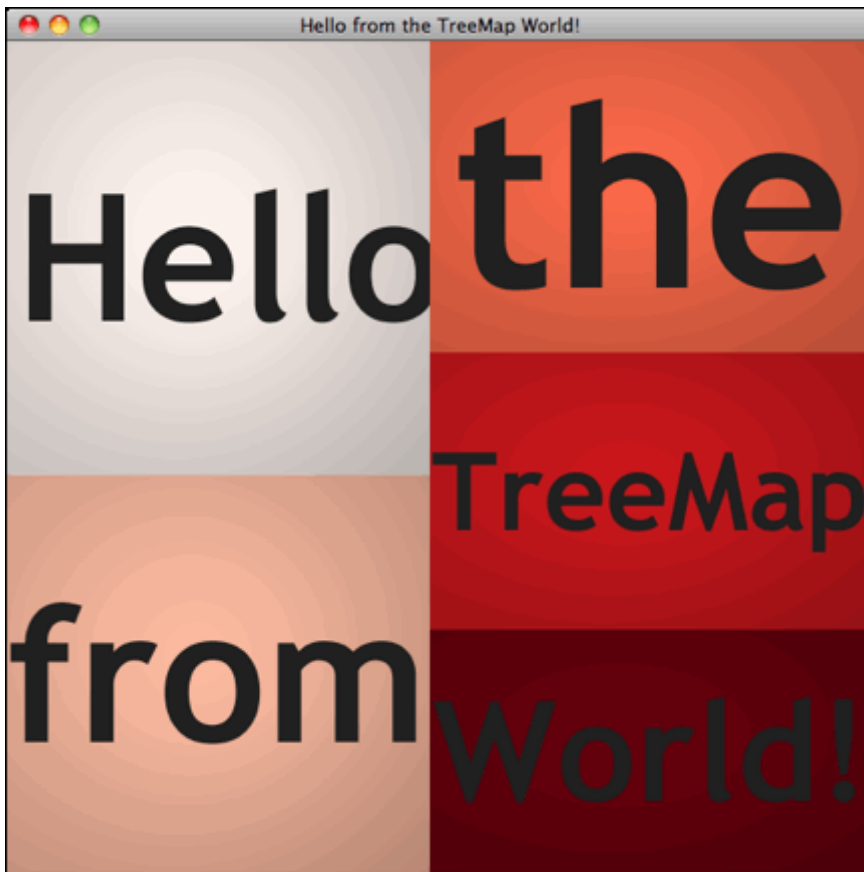 Hello from the TreeMap World!
Hello
from
the
TreeMap
World!